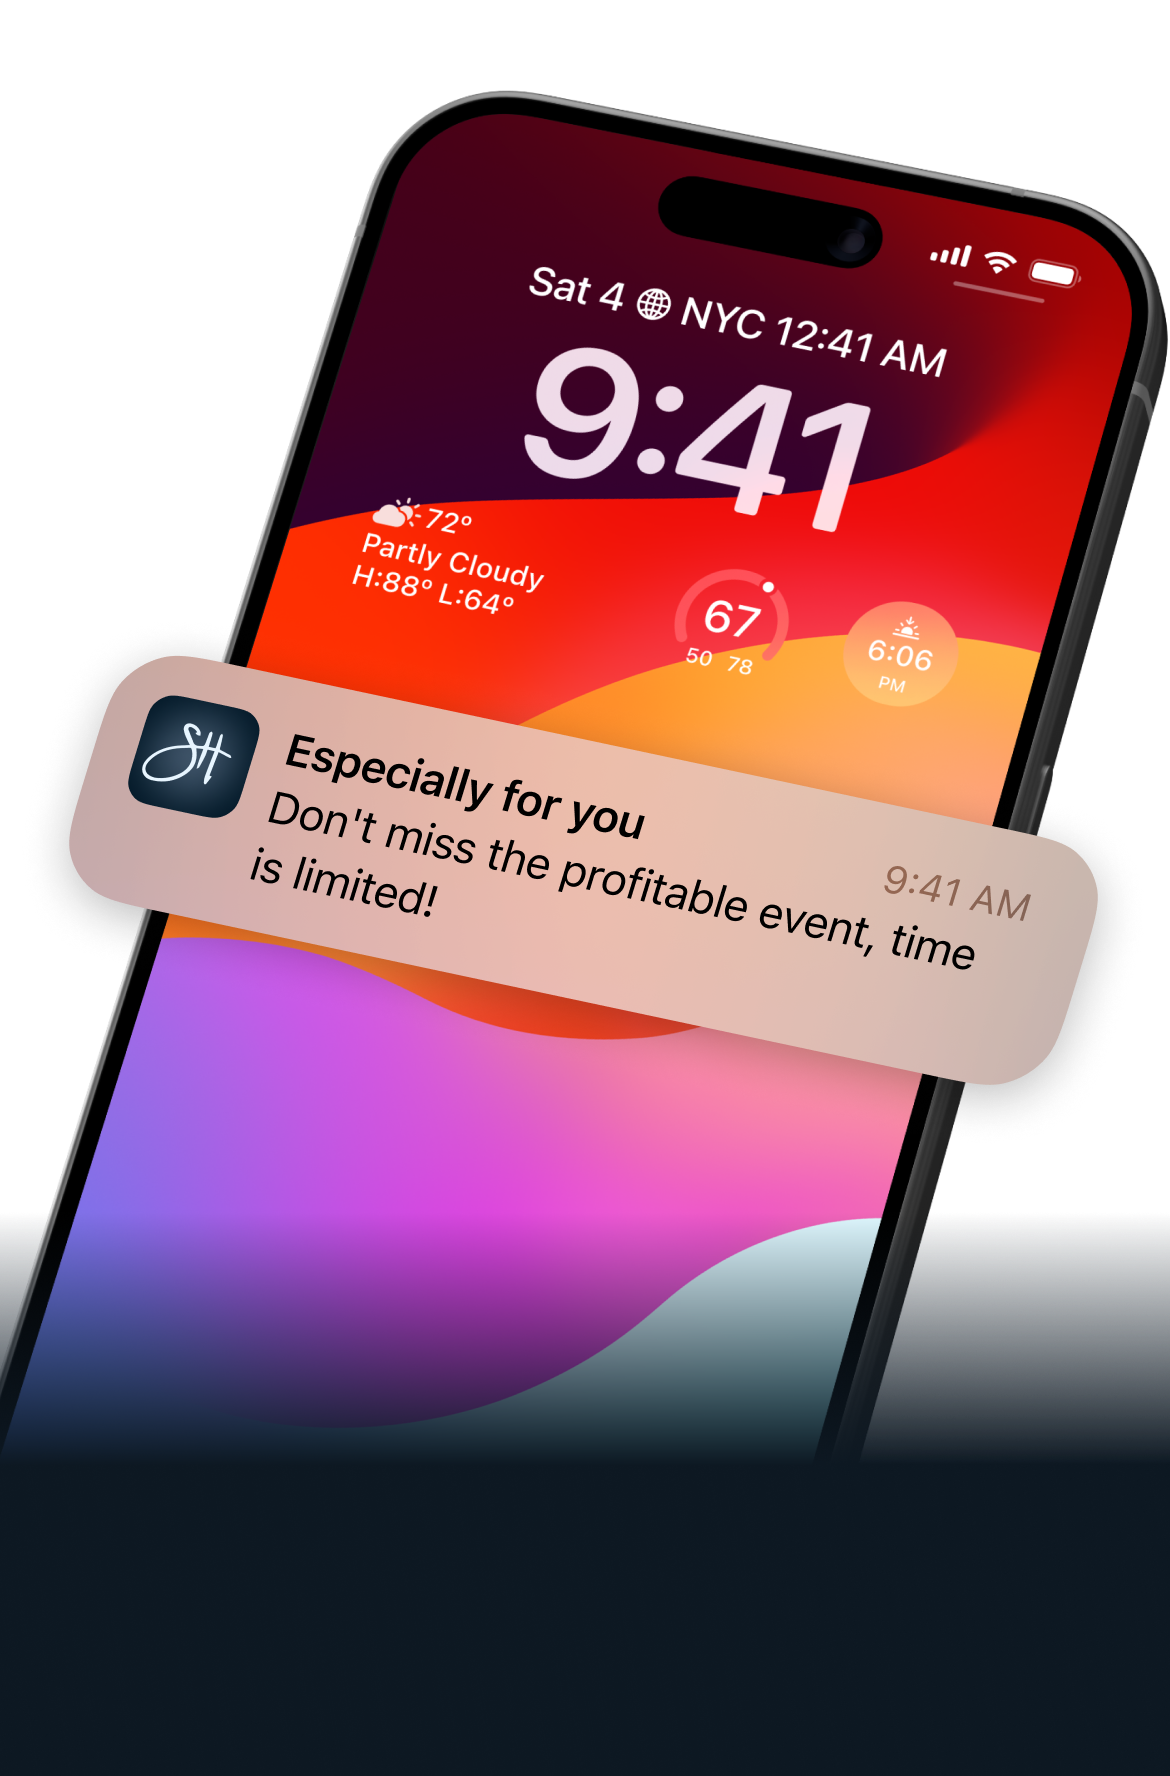 Sat 4 NYC 12:41 AM
9:41
72°
Partly Cloudy
H:88° L:64°
67
50 78
6:06
PM
SH
Especially for you
9:41 AM
Don't miss the profitable event, time
is limited!